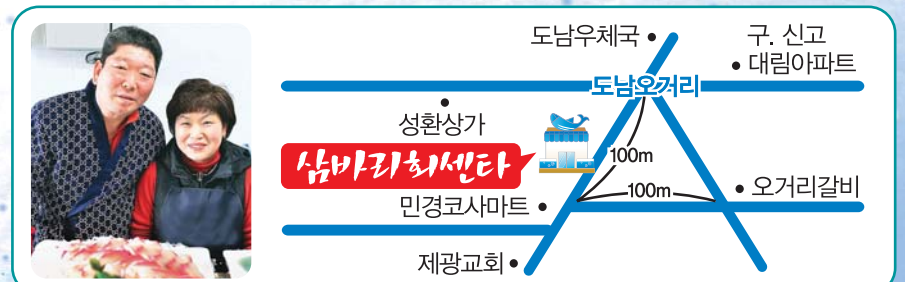 도남우체국
구. 신고
대림아파트
도남오거리
성환상가
삼바리회센타
100m
100m
오거리갈비
민경코사마트
제광교회